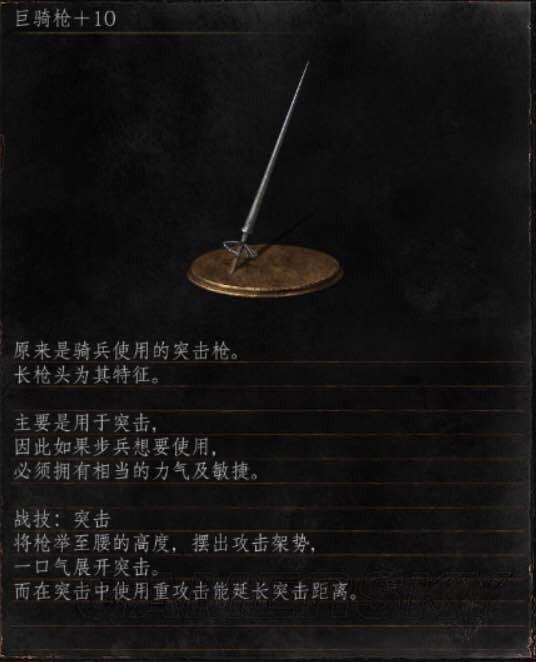 巨骑枪＋10
原来是骑兵使用的突击枪。
长枪头为其特征。
主要是用于突击，
因此如果步兵想要使用，
必须拥有相当的力气及敏捷。
战技：突击
将枪举至腰的高度，摆出攻击架势，
一口气展开突击。
而在突击中使用重攻击能延长突击距离。